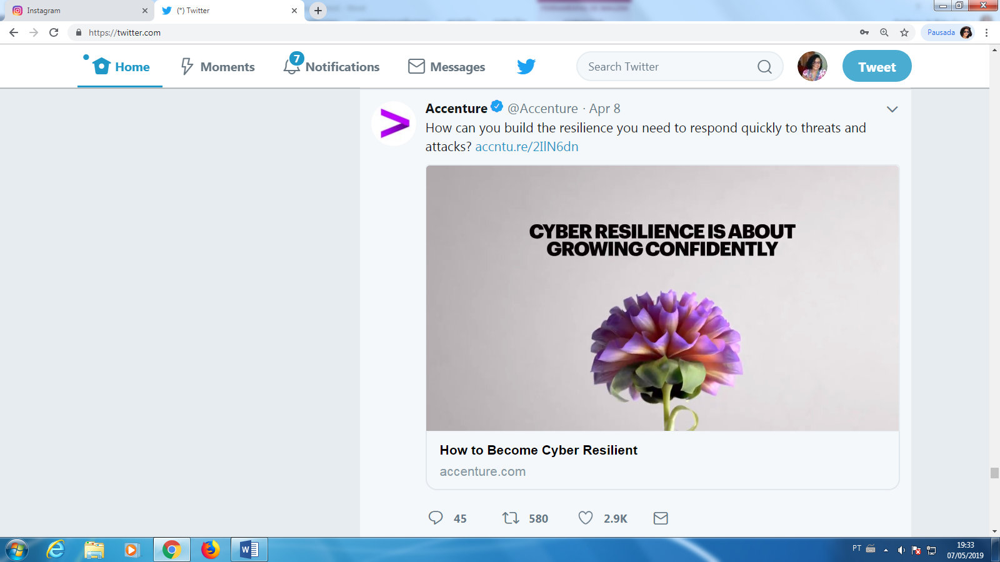 Instagram
(*) Twitter
https://twitter.com
Pausada
Home
Moments
7
Notifications
Messages
Search Twitter
Tweet
Accenture @Accenture · Apr 8
How can you build the resilience you need to respond quickly to threats and
attacks? accntu.re/2IlN6dn
CYBER RESILIENCE IS ABOUT
GROWING CONFIDENTLY
How to Become Cyber Resilient
accenture.com
45
580
2.9K
PT
19:33
07/05/2019